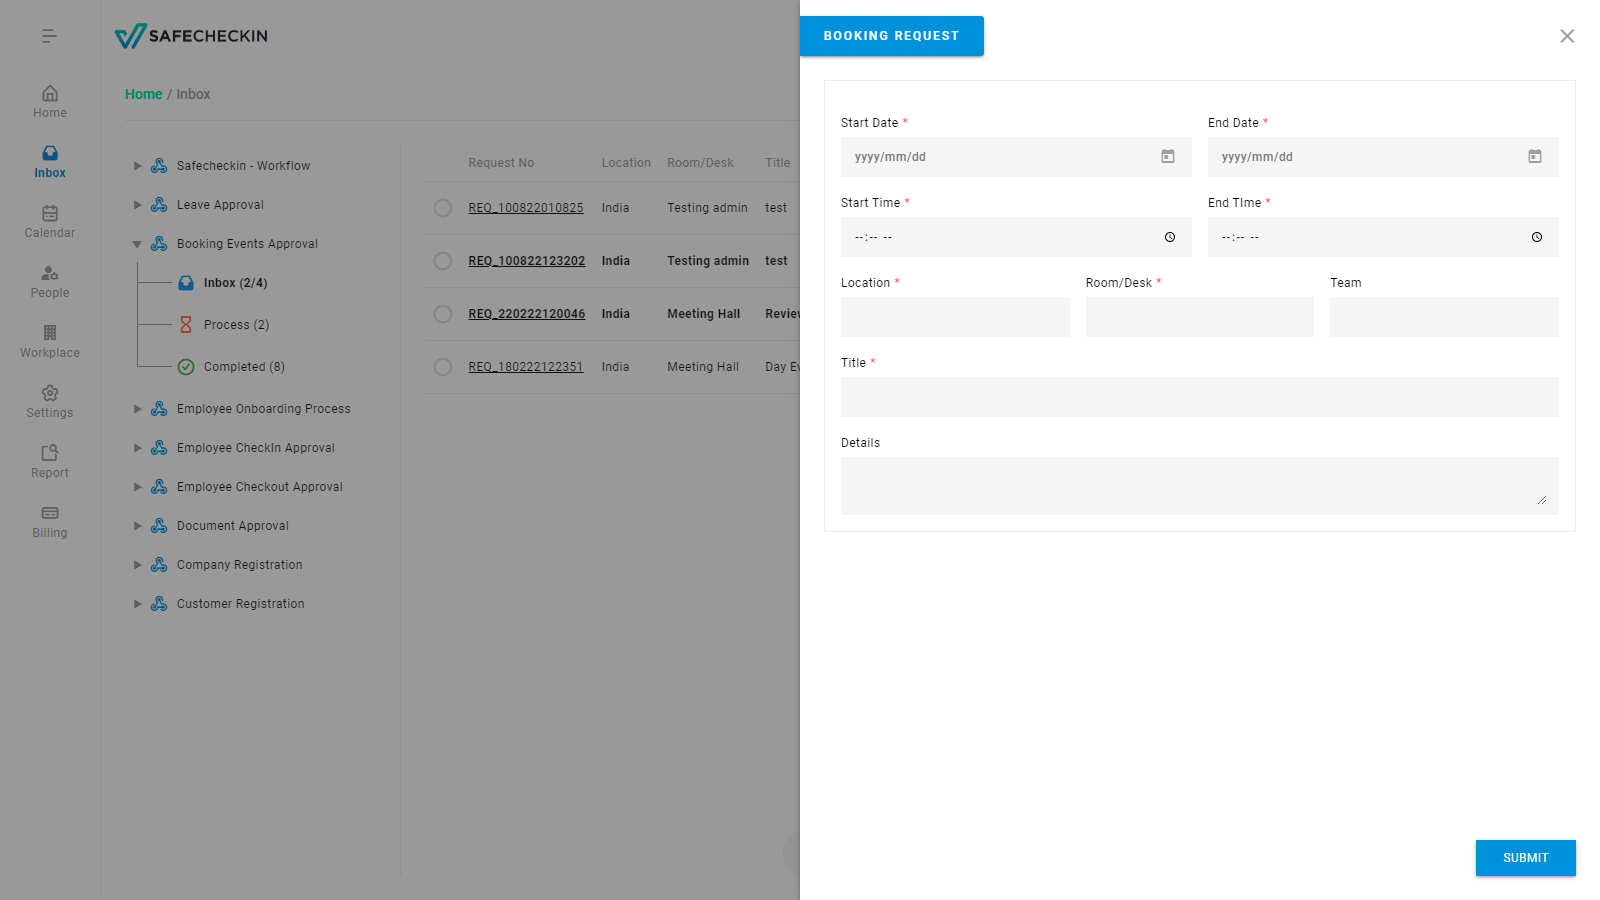 SAFECHECKIN
Home / Inbox
Home
Inbox
Calendar
People
Workplace
Settings
Report
Billing
Safecheckin - Workflow
Leave Approval
Booking Events Approval
Inbox (2/4)
Process (2)
Completed (8)
Employee Onboarding Process
Employee CheckIn Approval
Employee Checkout Approval
Document Approval
Company Registration
Customer Registration
Request No Location Room/Desk Title
REQ_100822010825 India Testing admin test
REQ_100822123202 India Testing admin test
REQ_220222120046 India Meeting Hall Review
REQ_180222122351 India Meeting Hall Day
BOOKING REQUEST
Start Date * End Date *
yyyy/mm/dd yyyy/mm/dd
Start Time * End TIme *
--:-- -- --:-- --
Location * Room/Desk * Team
Title *
Details
SUBMIT